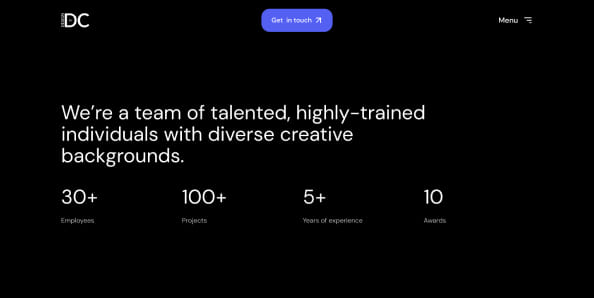 DC
Get in touch
Menu
We're a team of talented, highly-trained
individuals with diverse creative
backgrounds.
30+
100+
5+
10
Employees
Projects
Years of experience
Awards